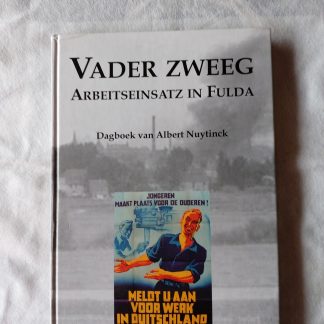 VADER ZWEEG
ARBEITSEINSATZ IN FULDA
Dagboek van Albert Nuytinck
JONGEREN
MAAKT PLAATS VOOR DE OUDEREN!
MELDT U AAN
VOOR WERK
IN DUITSCHLAND